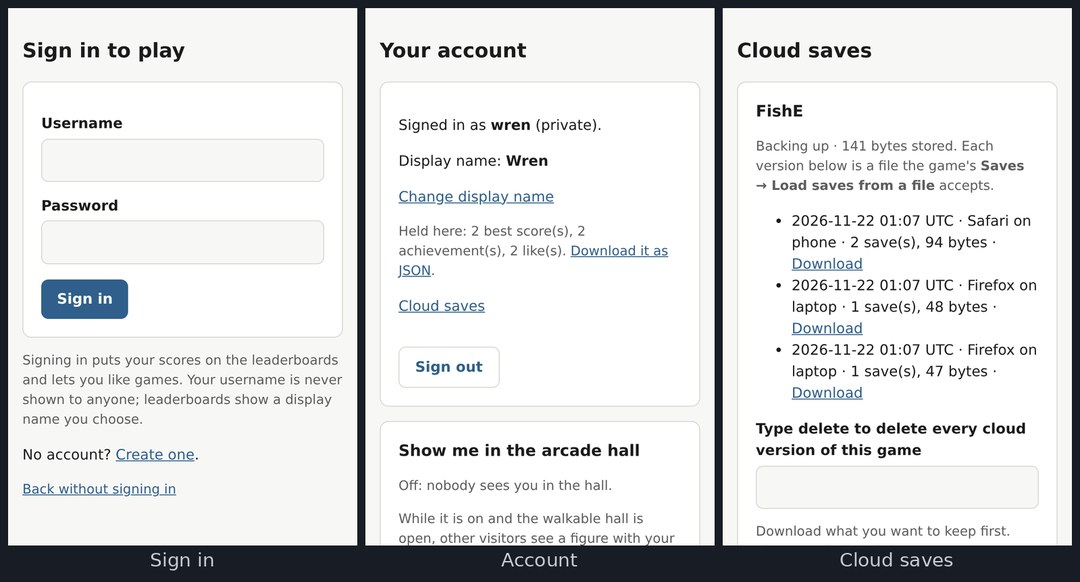 Sign in to play
Username
Password
Sign in
Signing in puts your scores on the leaderboards
and lets you like games. Your username is never
shown to anyone; leaderboards show a display
name you choose.
No account? Create one.
Back without signing in
Sign in
Your account
Signed in as wren (private).
Display name: Wren
Change display name
Held here: 2 best score(s), 2
achievement(s), 2 like(s). Download it as
JSON.
Cloud saves
Sign out
Show me in the arcade hall
Off: nobody sees you in the hall.
While it is on and the walkable hall is
open, other visitors see a figure with your
Account
Cloud saves
FishE
Backing up · 141 bytes stored. Each
version below is a file the game's Saves
→ Load saves from a file accepts.
• 2026-11-22 01:07 UTC · Safari on
phone · 2 save(s), 94 bytes ·
Download
• 2026-11-22 01:07 UTC · Firefox on
laptop · 1 save(s), 48 bytes ·
Download
• 2026-11-22 01:07 UTC · Firefox on
laptop · 1 save(s), 47 bytes ·
Download
Type delete to delete every cloud
version of this game
Download what you want to keep first.
Cloud saves